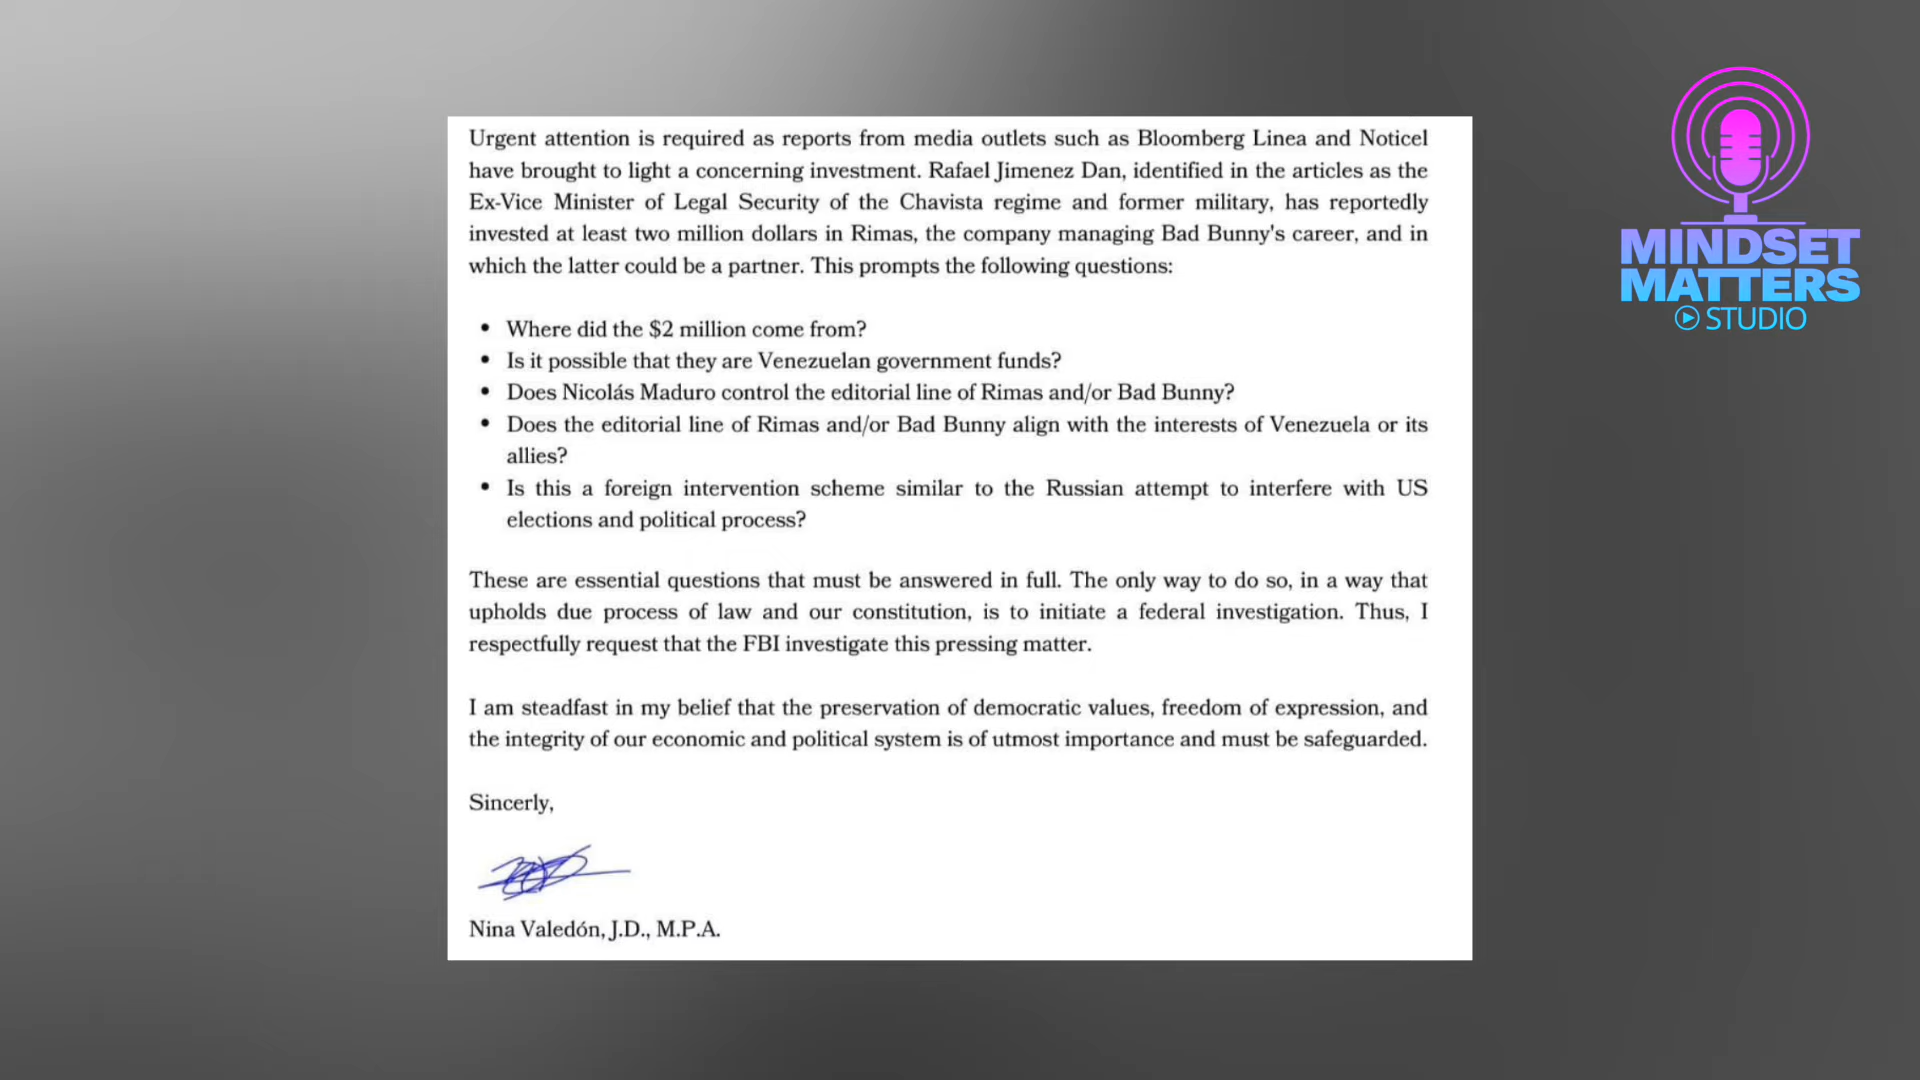 Urgent attention is required as reports from media outlets such as Bloomberg Linea and Noticel
have brought to light a concerning investment. Rafael Jimenez Dan, identified in the articles as the
Ex-Vice Minister of Legal Security of the Chavista regime and former military, has reportedly
invested at least two million dollars in Rimas, the company managing Bad Bunny's career, and in
which the latter could be a partner. This prompts the following questions:
• Where did the $2 million come from?
• Is it possible that they are Venezuelan government funds?
• Does Nicolás Maduro control the editorial line of Rimas and/or Bad Bunny?
• Does the editorial line of Rimas and/or Bad Bunny align with the interests of Venezuela or its
allies?
• Is this a foreign intervention scheme similar to the Russian attempt to interfere with US
elections and political process?
These are essential questions that must be answered in full. The only way to do so, in a way that
upholds due process of law and our constitution, is to initiate a federal investigation. Thus, I
respectfully request that the FBI investigate this pressing matter.
I am steadfast in my belief that the preservation of democratic values, freedom of expression, and
the integrity of our economic and political system is of utmost importance and must be safeguarded.
Sincerly,
Nina Valedón, J.D., M.P.A.
MINDSET
MATTERS
STUDIO